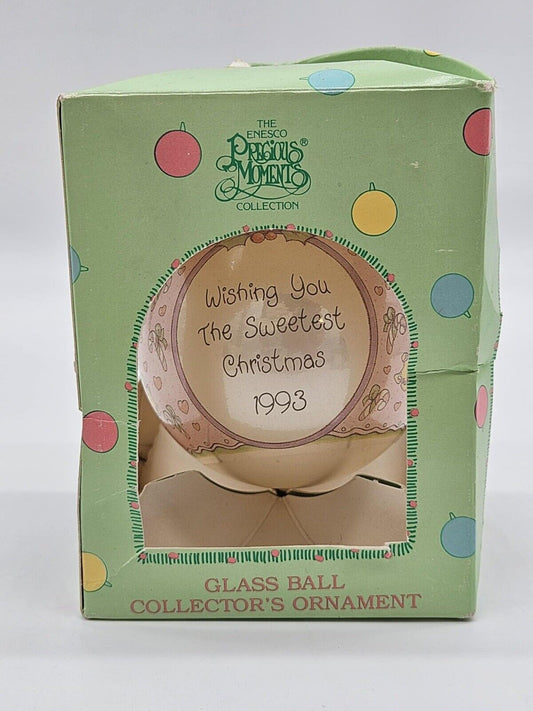 THE
ENESCO
PRECIOUS®
MOMENTS
COLLECTION
Wishing You
The Sweetest
Christmas
1993
GLASS BALL
COLLECTOR'S ORNAMENT